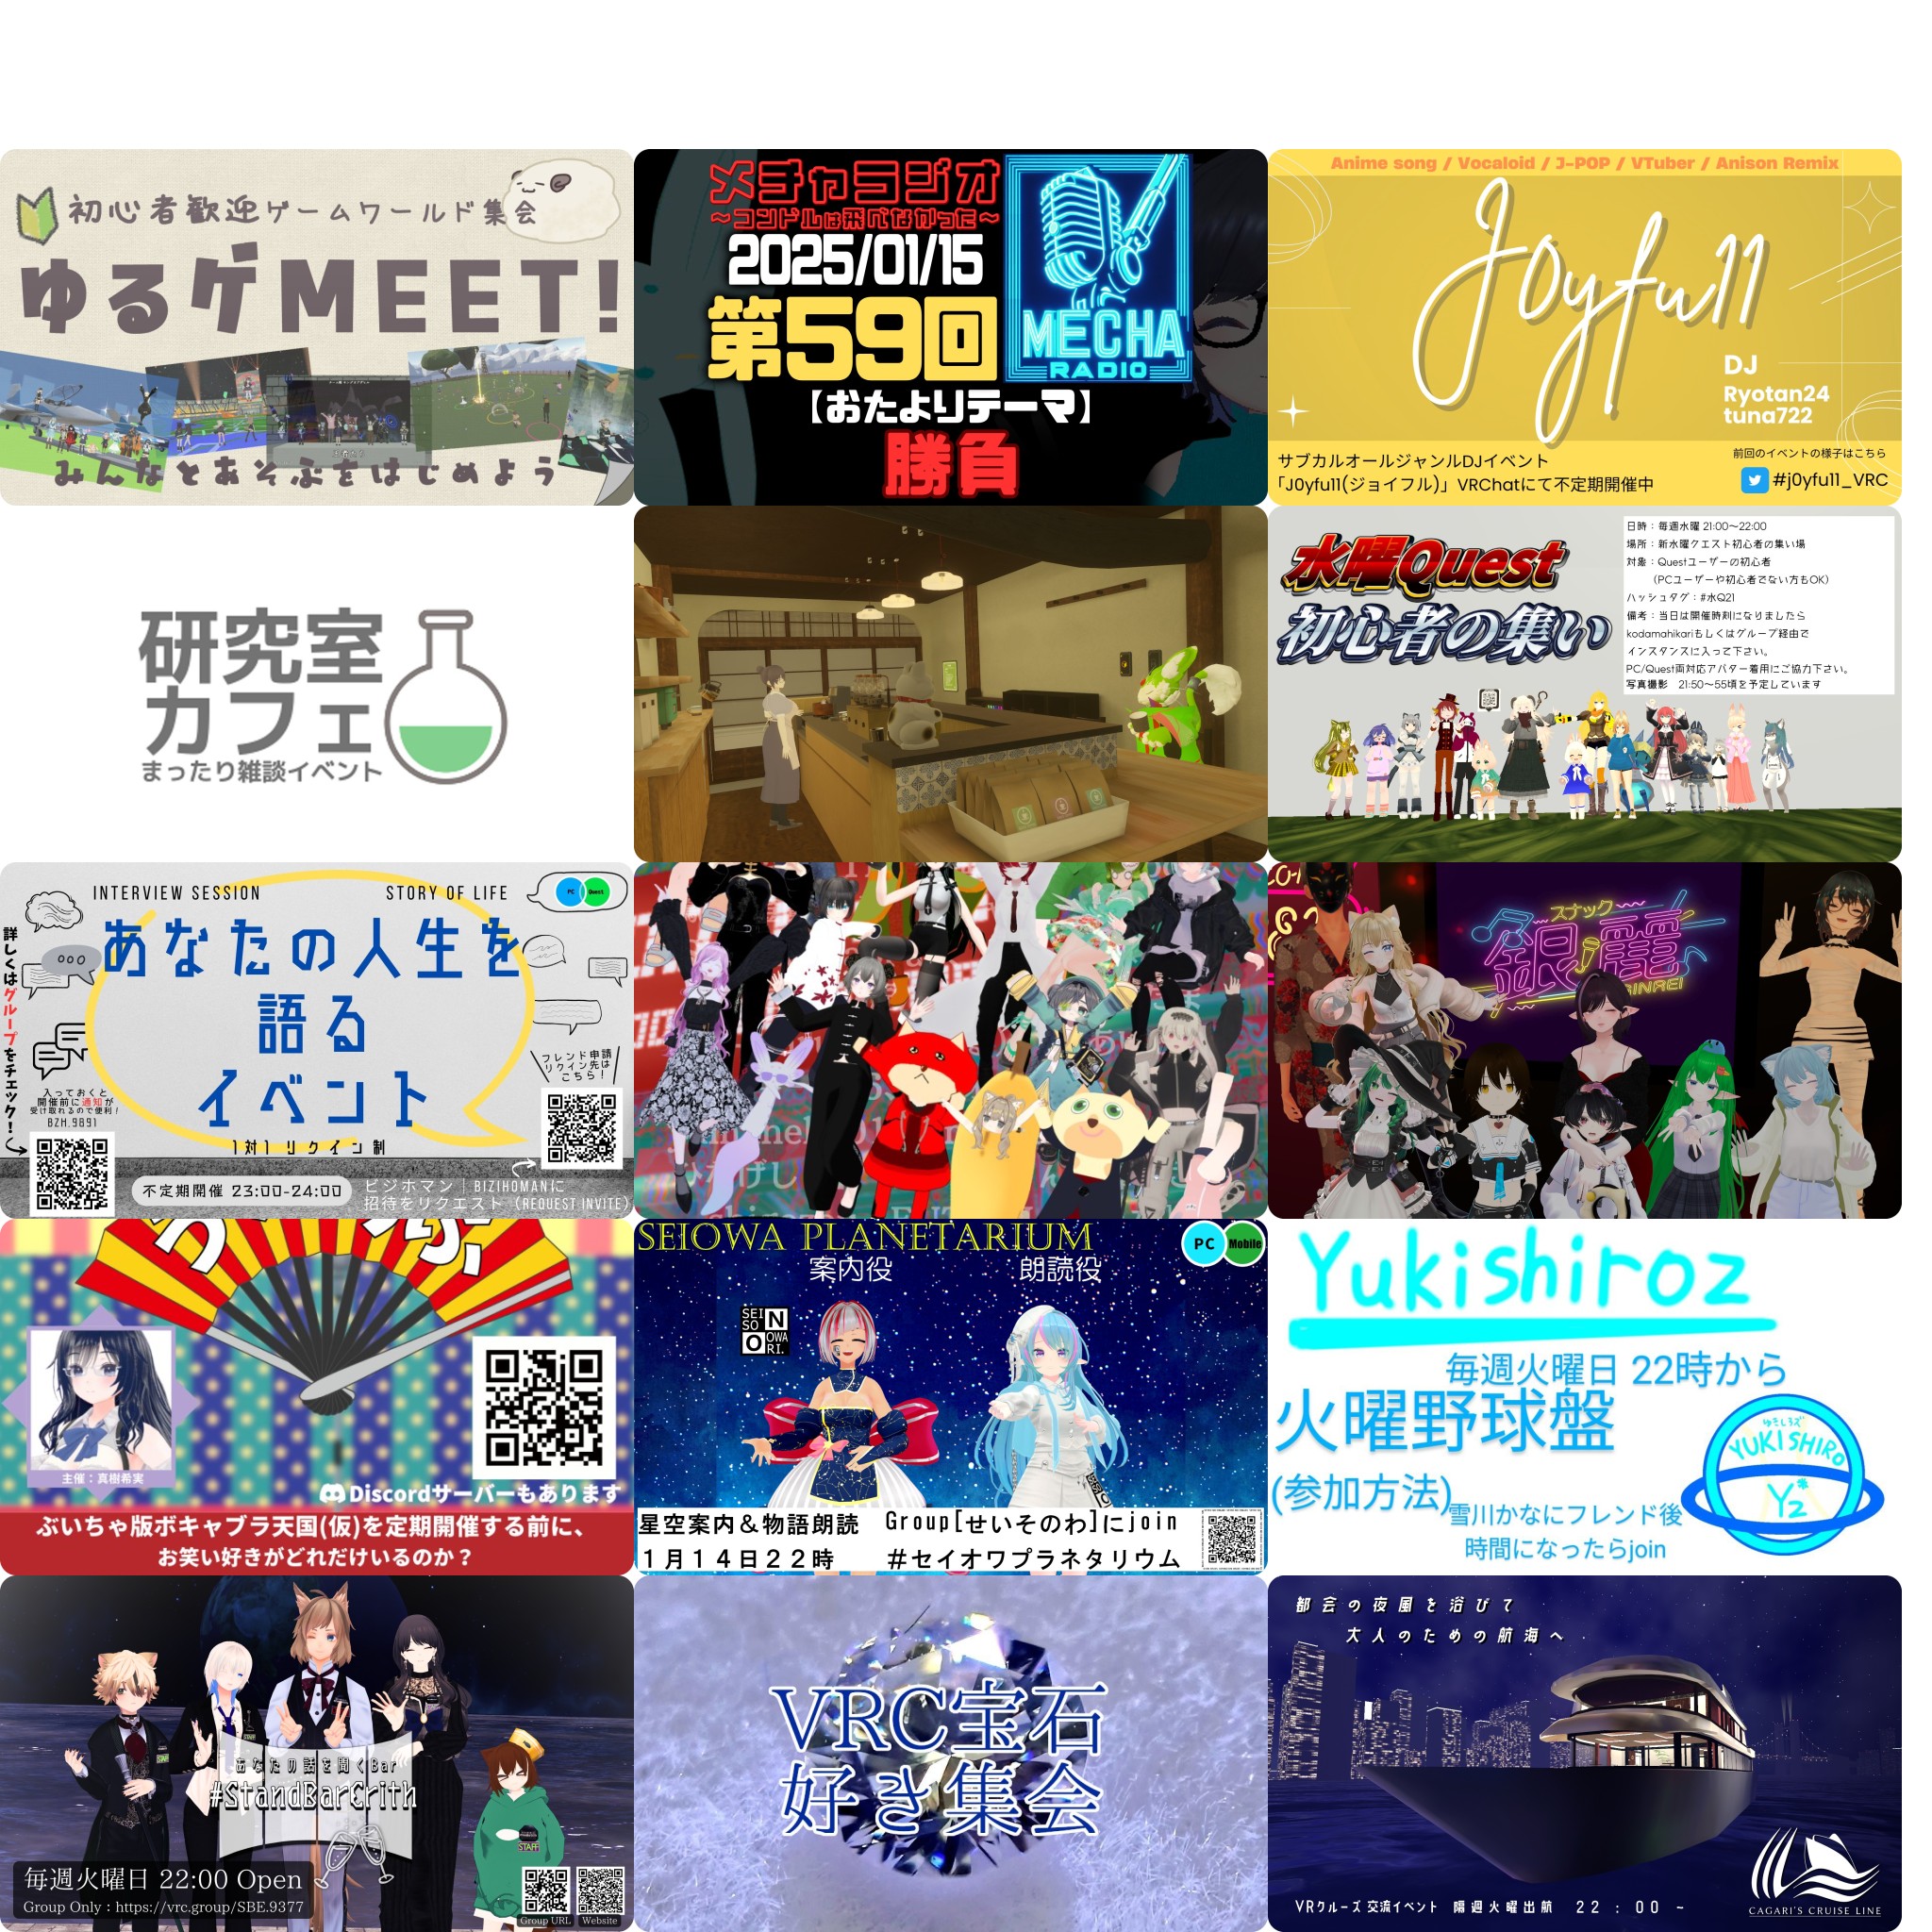 初心者歓迎ゲームワールド集会
ゆるゲMEET!
みんなとあそぶをはじめよう
メチャラジオ
～コンドルは飛べなかった～
2025/01/15
第59回
【おたよりテーマ】
勝負
MECHA
RADIO
Anime song / Vocaloid / J-POP / VTuber / Anison Remix
J0yfu11
DJ
Ryotan24
tuna722
サブカルオールジャンルDJイベント
「J0yfu11(ジョイフル)」VRChatにて不定期開催中
前回のイベントの様子はこちら
#j0yfu11_VRC
研究室
カフェ
まったり雑談イベント
水曜Quest
初心者の集い
日時：毎週水曜 21:00～22:00
場所：新水曜クエスト初心者の集い場
対象：Questユーザーの初心者
（PCユーザーや初心者でない方もOK）
ハッシュタグ：#水Q21
備考：当日は開催時刻になりましたら
kodamahikariもしくはグループ経由で
インスタンスに入って下さい。
PC/Quest両対応アバター着用にご協力下さい。
写真撮影　21:50～55頃を予定しています
INTERVIEW SESSION
STORY OF LIFE
PC Quest
あなたの人生を
語る
イベント
1対1 リクイン制
詳しくはグループをチェック!
入っておくと
開催前に通知が
受け取れるので便利!
BZH.9891
フレンド申請
リクイン先は
こちら!
不定期開催 23:00-24:00
ビジホマン｜BIZIHOMANに
招待をリクエスト（REQUEST INVITE）
スナック
銀麗
GINREI
主催：真樹希実
Discordサーバーもあります
ぶいちゃ版ボキャブラ天国(仮)を定期開催する前に、
お笑い好きがどれだけいるのか？
SEIOWA PLANETARIUM
PC Mobile
案内役
朗読役
SEI
SO
N
O
OWA
RI.
星空案内＆物語朗読
Group[せいそのわ]にjoin
１月１４日２２時
＃セイオワプラネタリウム
Yukishiroz
毎週火曜日 22時から
火曜野球盤
(参加方法)
雪川かなにフレンド後
時間になったらjoin
ゆきしろず
YUKISHIRO
YZ
あなたの話を聞くBar
#StandBarCrith
毎週火曜日 22:00 Open
Group Only : https://vrc.group/SBE.9377
STAFF
Group URL
Website
VRC宝石
好き集会
都会の夜風を浴びて
大人のための航海へ
VRクルーズ交流イベント 隔週火曜出航 22:00～
CAGARI'S CRUISE LINE